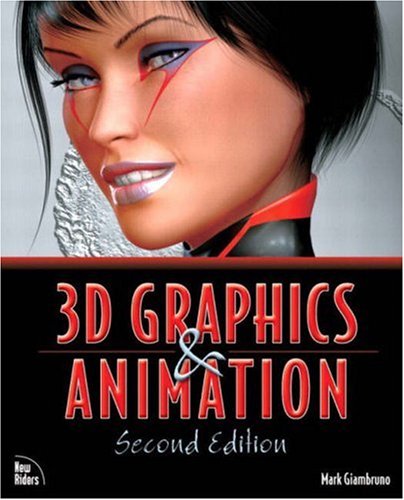 3D GRAPHICS
&
ANIMATION
Second Edition
New
Riders
Mark Giambruno